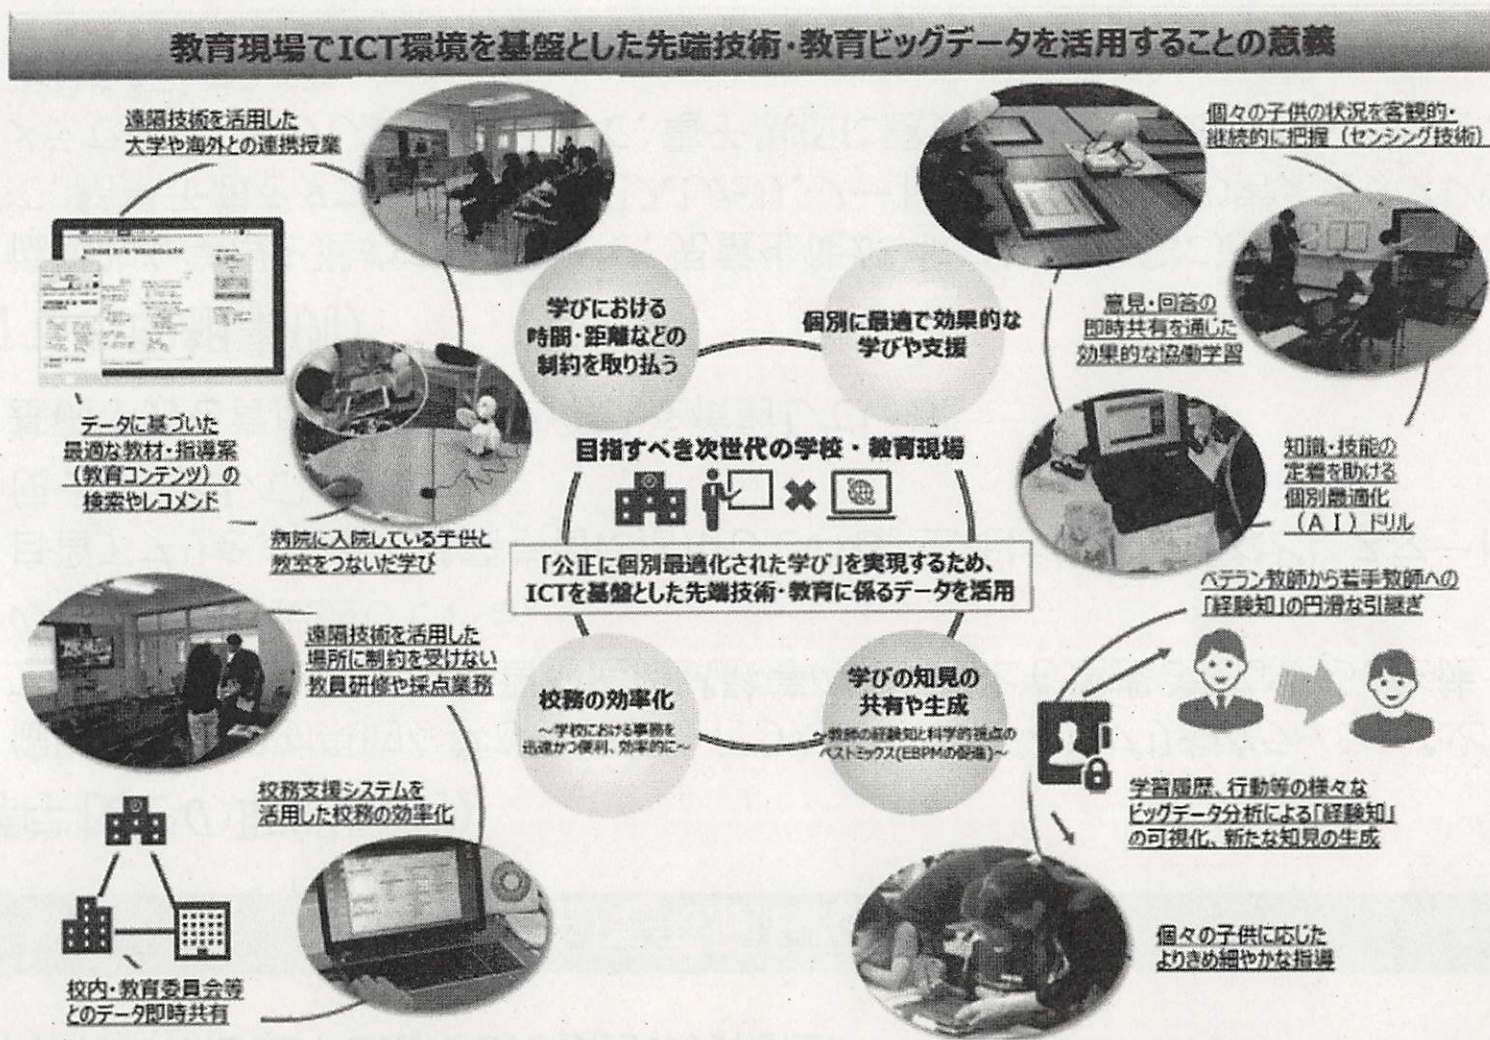 教育現場でICT環境を基盤とした先端技術・教育ビッグデータを活用することの意義
遠隔技術を活用した
大学や海外との連携授業
データに基づいた
最適な教材・指導案
(教育コンテンツ)の
検索やレコメンド
病院に入院している子供と
教室をつないだ学び
学びにおける
時間・距離などの
制約を取り払う
個別に最適で効果的な
学びや支援
個々の子供の状況を客観的・
継続的に把握(センシング技術)
意見・回答の
即時共有を通じた
効果的な協働学習
知識・技能の
定着を助ける
個別最適化
(AI)ドリル
目指すべき次世代の学校・教育現場
「公正に個別最適化された学び」を実現するため、
ICTを基盤とした先端技術・教育に係るデータを活用
遠隔技術を活用した
場所に制約を受けない
教員研修や採点業務
校務支援システムを
活用した校務の効率化
校内・教育委員会等
とのデータ即時共有
校務の効率化
~学校における事務を
迅速かつ便利、効率的に~
学びの知見の
共有や生成
~教師の経験知と科学的視点の
ベストミックス(EBPMの促進)~
ベテラン教師から若手教師への
「経験知」の円滑な引継ぎ
学習履歴、行動等の様々な
ビッグデータ分析による「経験知」
の可視化、新たな知見の生成
個々の子供に応じた
よりきめ細やかな指導